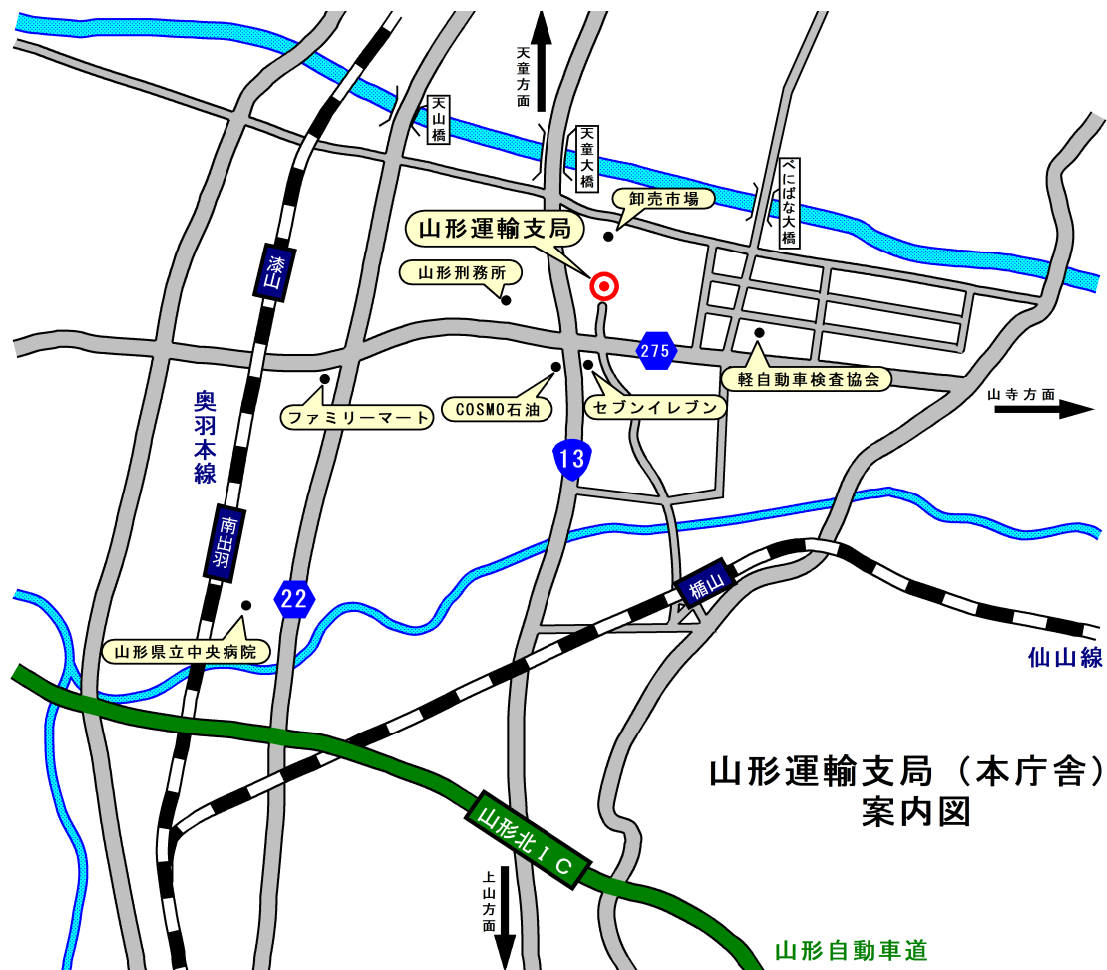 天童方面
天山橋
天童大橋
べにばな大橋
卸売市場
山形運輸支局
山形刑務所
漆山
275
軽自動車検査協会
ファミリーマート
COSMO石油
セブンイレブン
山寺方面
奥羽本線
13
南出羽
22
楯山
山形県立中央病院
仙山線
山形運輸支局(本庁舎)
案内図
山形北IC
上山方面
山形自動車道